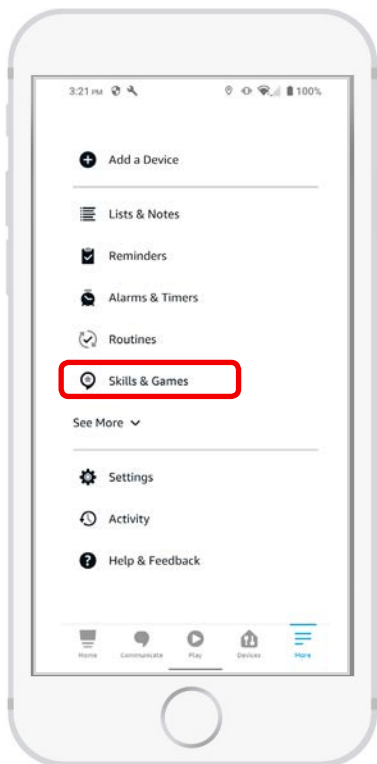 3:21 PM 100%
Add a Device
Lists & Notes
Reminders
Alarms & Timers
Routines
Skills & Games
See More
Settings
Activity
Help & Feedback
Home Communicate Play Devices More